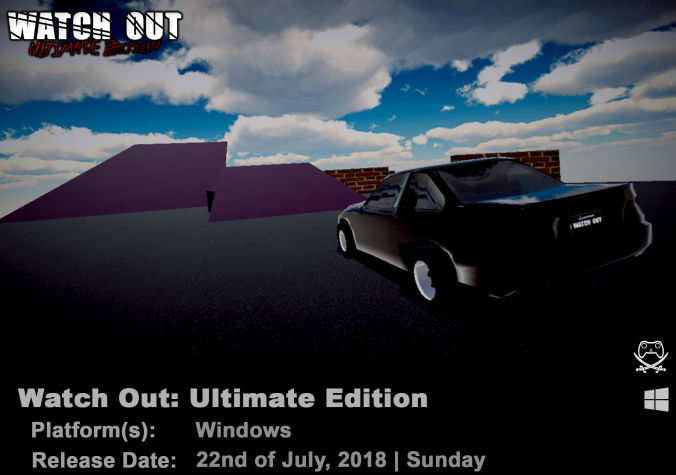 WATCH OUT
ULTIMATE EDITION
WATCH OUT
Watch Out: Ultimate Edition
Platform(s): Windows
Release Date: 22nd of July, 2018 | Sunday